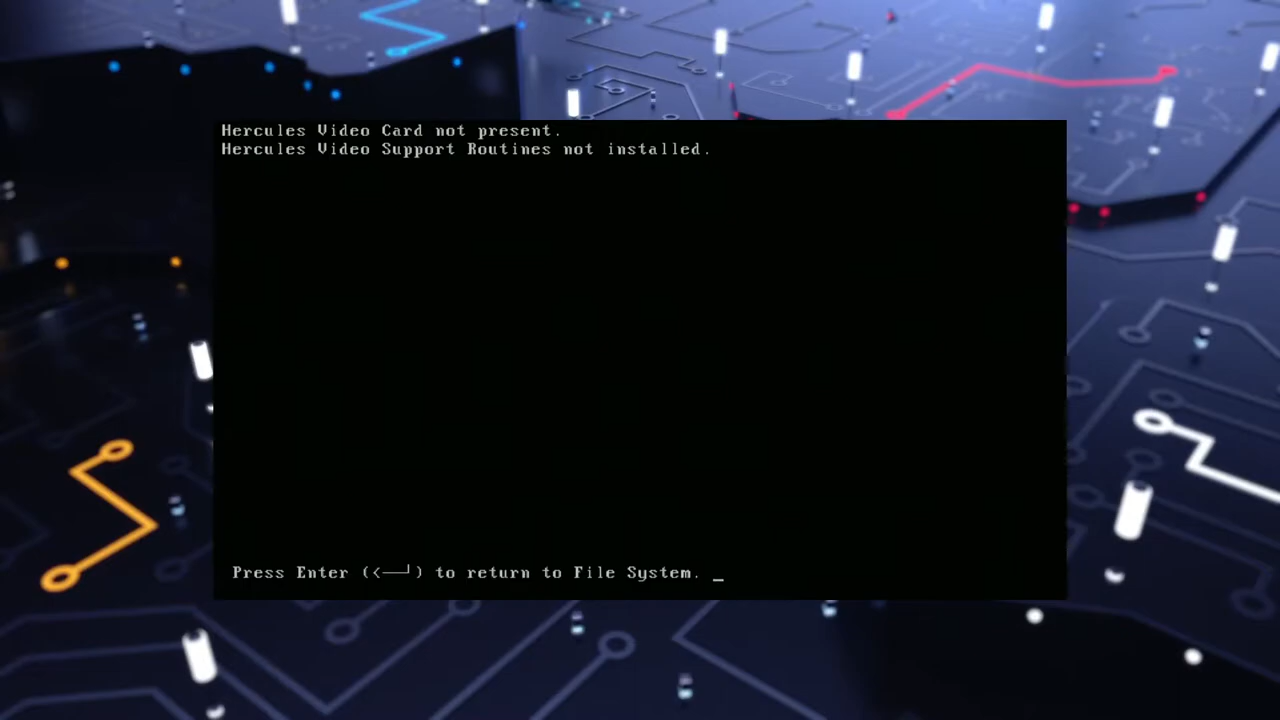 Hercules Video Card not present.
Hercules Video Support Routines not installed.
Press Enter (<──┘) to return to File System. _